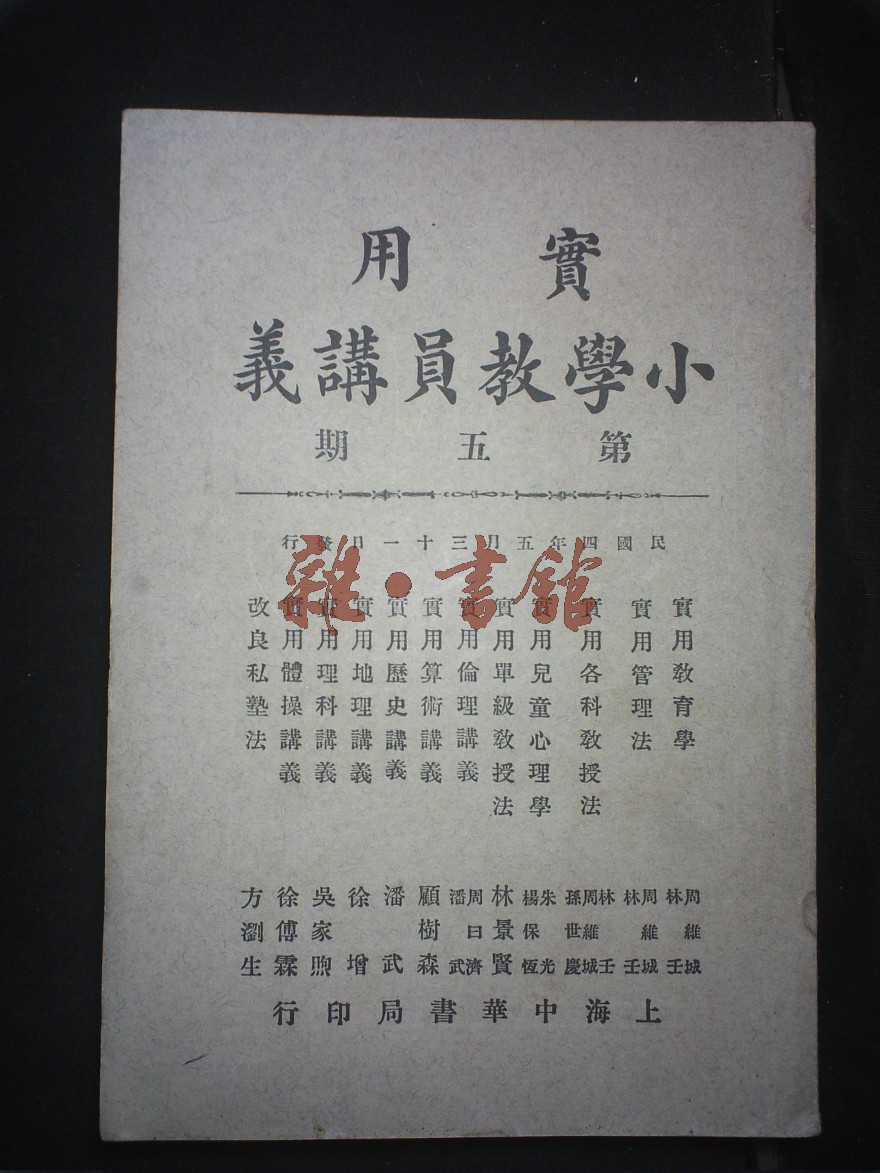 實用
小學教員講義
第五期
民國四年五月三十一日發行
實用教育學
實用管理法
實用各科教授法
實用兒童心理學
實用單級教授法
實用倫理講義
實用算術講義
實用歷史講義
實用地理講義
實用理科講義
實用體操講義
改良私塾法
周維城 林壬
周維城 林壬
林壬 周維城 孫世慶
朱光 楊保恆
林景賢
周日濟 潘武
顧樹森
潘武
徐增
吳家煦
徐傅霖
方瀏生
上海中華書局印行
雜·書館